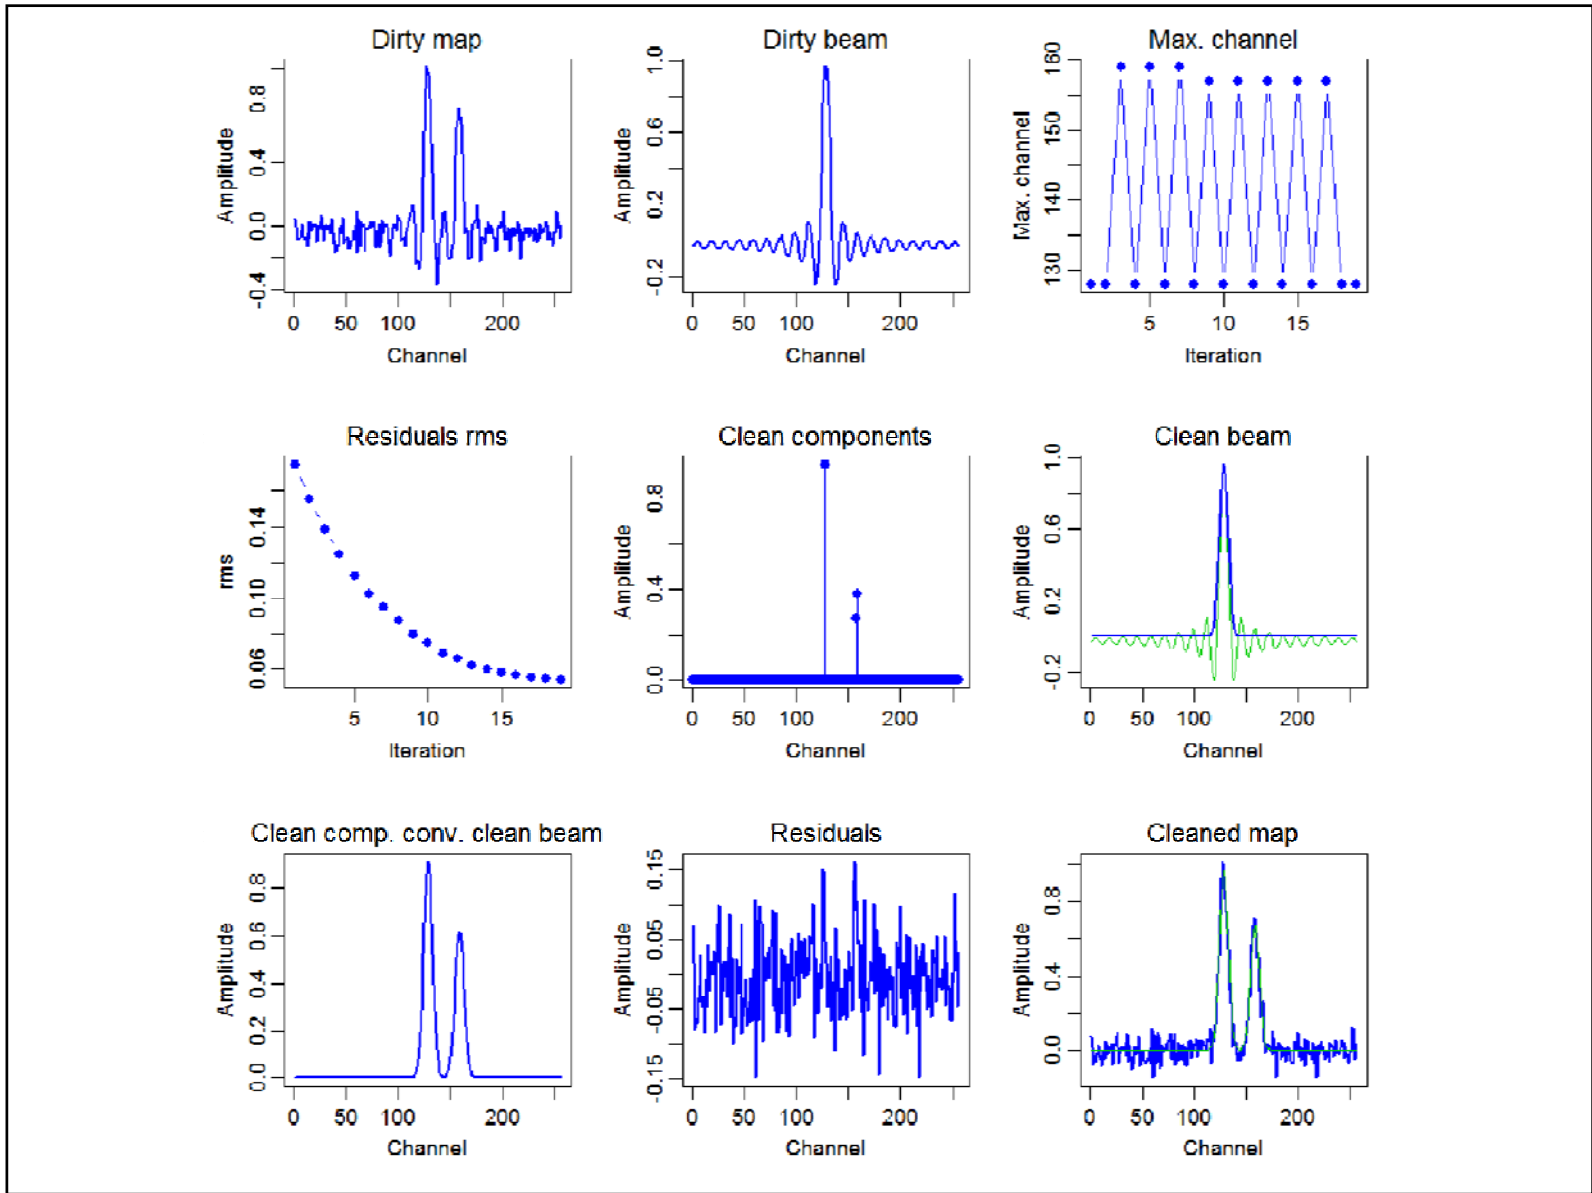 Dirty map
Dirty beam
Max. channel
Amplitude
0.8
0.4
0.0
-0.4
0 50 100 200
Channel
Amplitude
1.0
0.6
0.2
-0.2
0 50 100 200
Channel
Max. channel
160
150
140
130
5 10 15
Iteration
Residuals rms
Clean components
Clean beam
rms
0.14
0.10
0.06
5 10 15
Iteration
Amplitude
0.8
0.4
0.0
0 50 100 200
Channel
Amplitude
1.0
0.6
0.2
-0.2
0 50 100 200
Channel
Clean comp. conv. clean beam
Residuals
Cleaned map
Amplitude
0.8
0.6
0.4
0.2
0.0
0 50 100 200
Channel
Amplitude
0.15
0.05
-0.05
-0.15
0 50 100 200
Channel
Amplitude
0.8
0.4
0.0
0 50 100 200
Channel